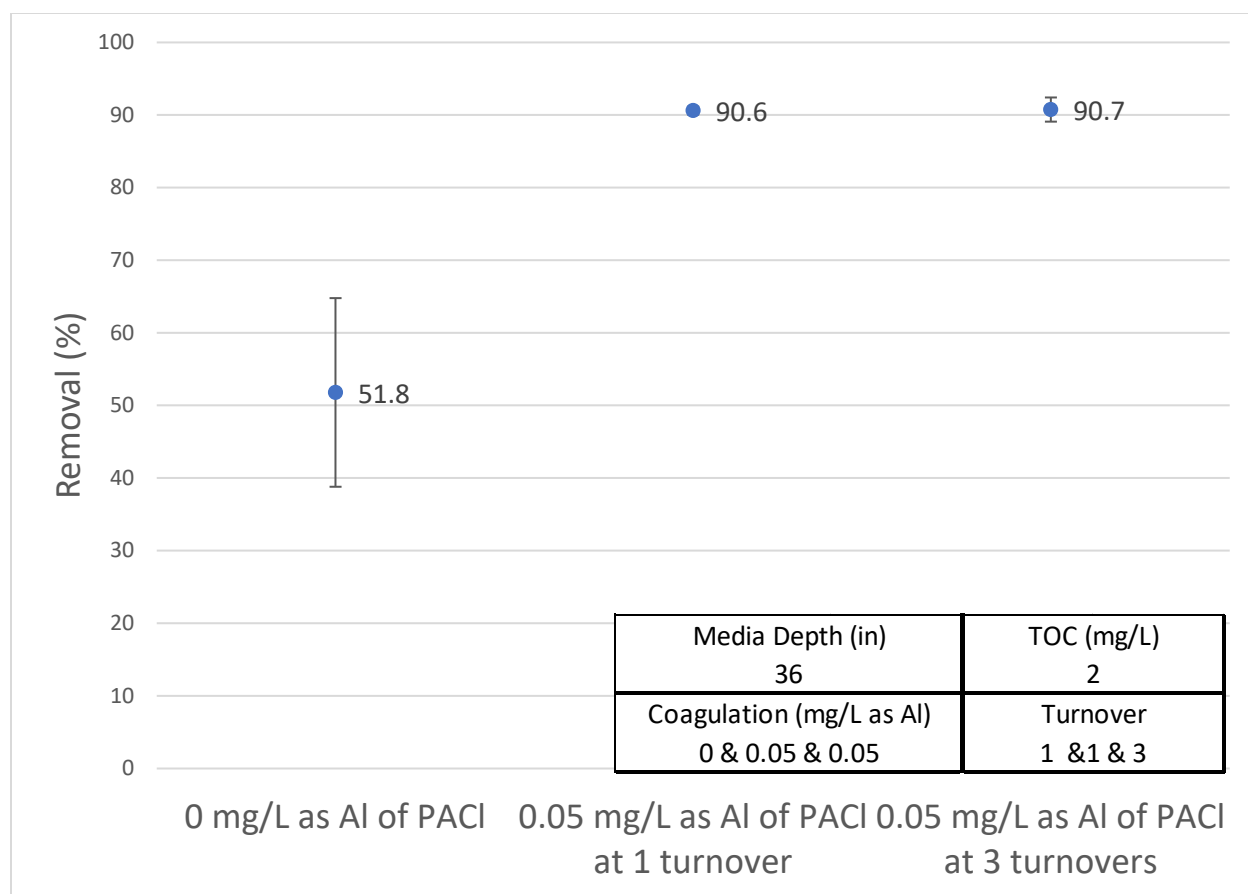 100
90
80
70
60
50
40
30
20
10
0
Removal (%)
51.8
90.6
90.7
Media Depth (in)
36
TOC (mg/L)
2
Coagulation (mg/L as Al)
0 & 0.05 & 0.05
Turnover
1 &1 & 3
0 mg/L as Al of PACl
0.05 mg/L as Al of PACl
at 1 turnover
0.05 mg/L as Al of PACl
at 3 turnovers